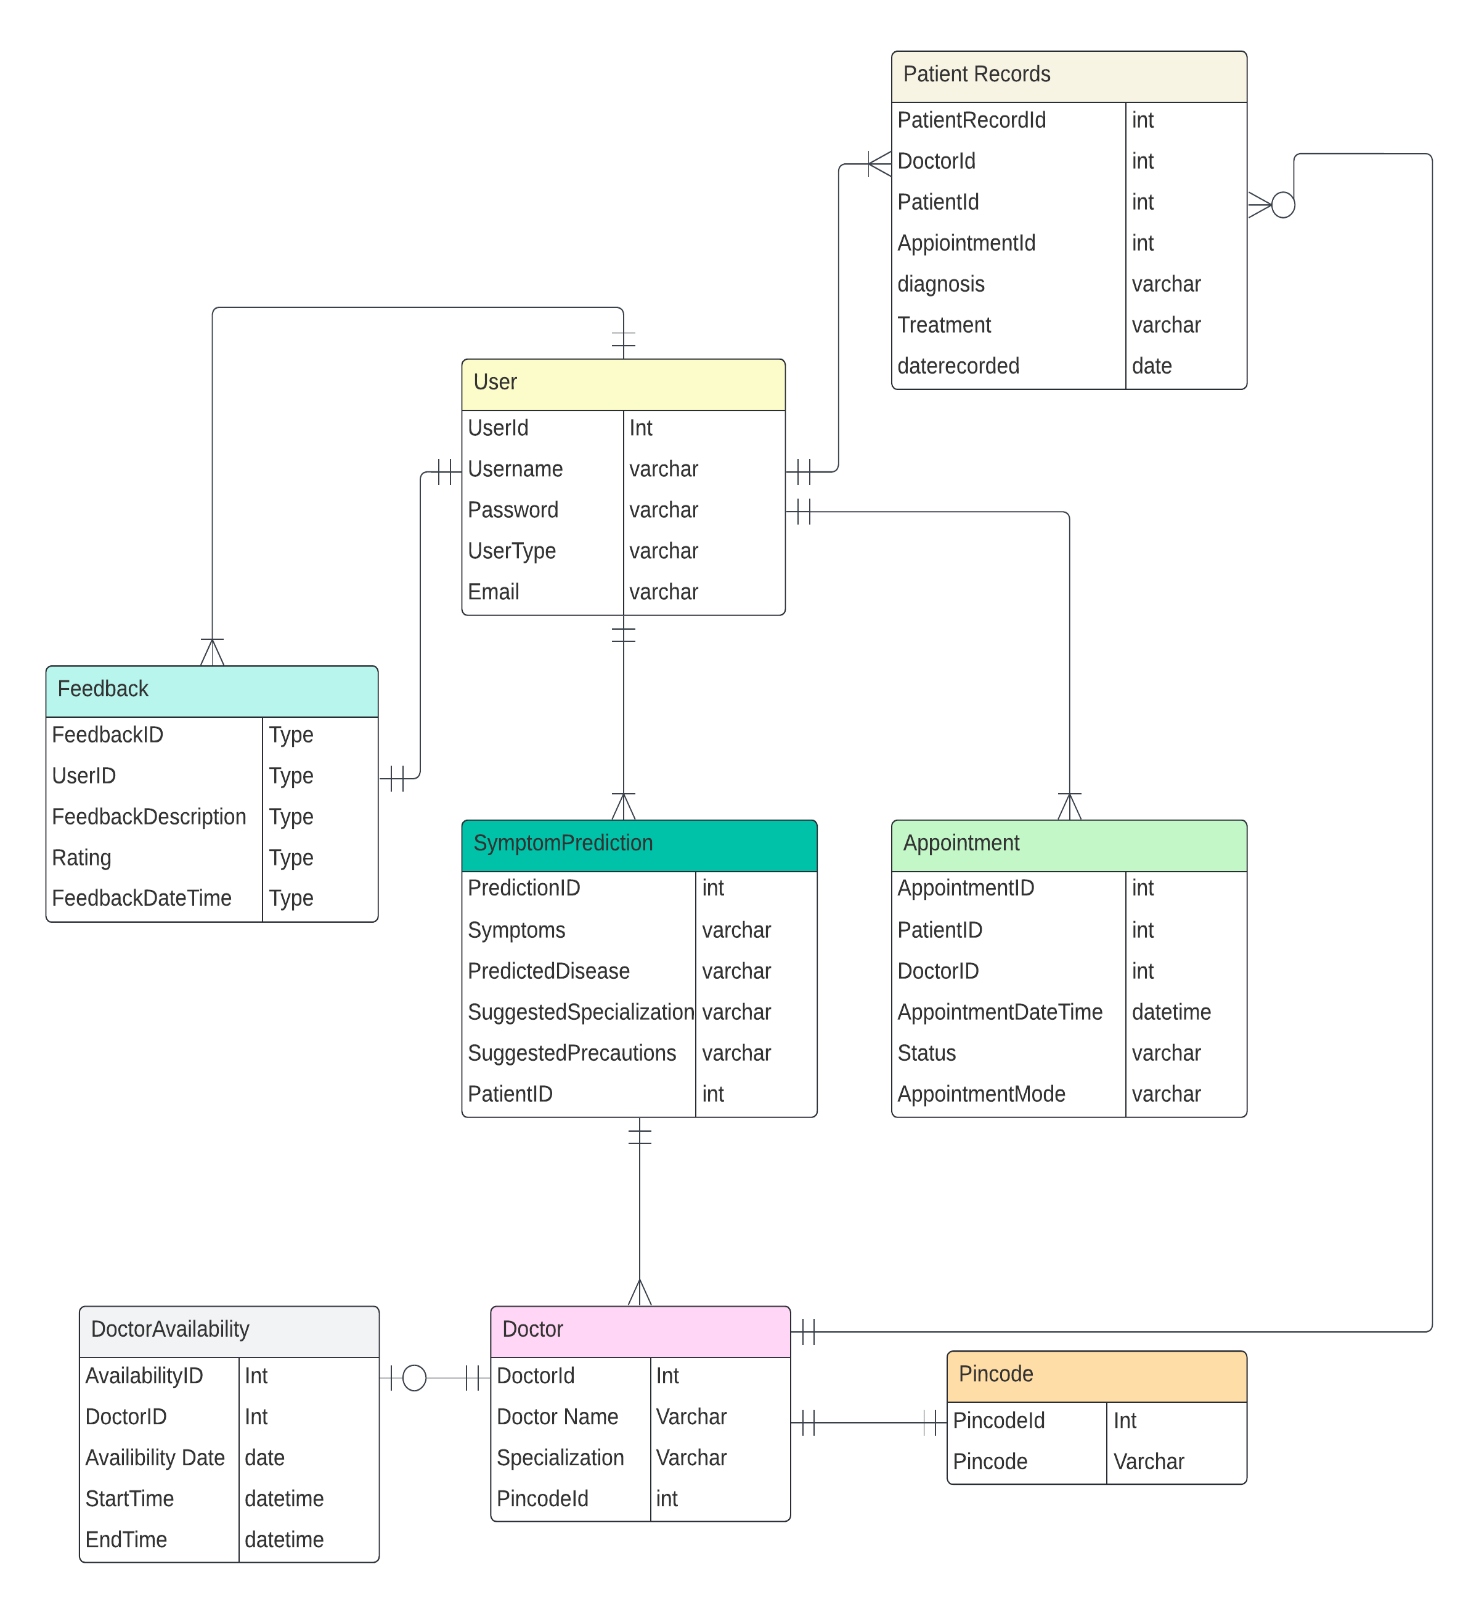 Patient Records
PatientRecordId int
DoctorId int
PatientId int
AppiointmentId int
diagnosis varchar
Treatment varchar
daterecorded date
User
UserId Int
Username varchar
Password varchar
UserType varchar
Email varchar
Feedback
FeedbackID Type
UserID Type
FeedbackDescription Type
Rating Type
FeedbackDateTime Type
SymptomPrediction
PredictionID int
Symptoms varchar
PredictedDisease varchar
SuggestedSpecialization varchar
SuggestedPrecautions varchar
PatientID int
Appointment
AppointmentID int
PatientID int
DoctorID int
AppointmentDateTime datetime
Status varchar
AppointmentMode varchar
DoctorAvailability
AvailabilityID Int
DoctorID Int
Availibility Date date
StartTime datetime
EndTime datetime
Doctor
DoctorId Int
Doctor Name Varchar
Specialization Varchar
PincodeId int
Pincode
PincodeId Int
Pincode Varchar